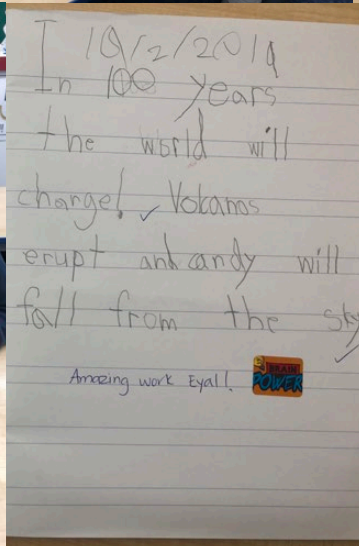 19/2/2019
In 100 years
the world will
change! Volcanos
erupt and candy will
fall from the sky
Amazing work Eyal!!
BRAIN
POWER